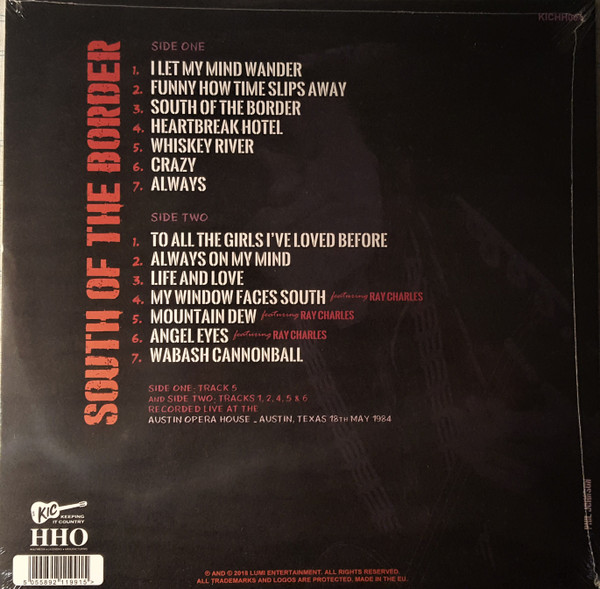 KICHH
SOUTH OF THE BORDER
SIDE ONE
1. I LET MY MIND WANDER
2. FUNNY HOW TIME SLIPS AWAY
3. SOUTH OF THE BORDER
4. HEARTBREAK HOTEL
5. WHISKEY RIVER
6. CRAZY
7. ALWAYS
SIDE TWO
1. TO ALL THE GIRLS I'VE LOVED BEFORE
2. ALWAYS ON MY MIND
3. LIFE AND LOVE
4. MY WINDOW FACES SOUTH featuring RAY CHARLES
5. MOUNTAIN DEW featuring RAY CHARLES
6. ANGEL EYES featuring RAY CHARLES
7. WABASH CANNONBALL
SIDE ONE: TRACK 5
AND SIDE TWO: TRACKS 1, 2, 4, 5 & 6
RECORDED LIVE AT THE
AUSTIN OPERA HOUSE - AUSTIN, TEXAS 18TH MAY 1984
KIC KEEPING
IT COUNTRY
HHO
5 055892 119915 >
© AND © 2018 LUMI ENTERTAINMENT. ALL RIGHTS RESERVED.
ALL TRADEMARKS AND LOGOS ARE PROTECTED. MADE IN THE EU.